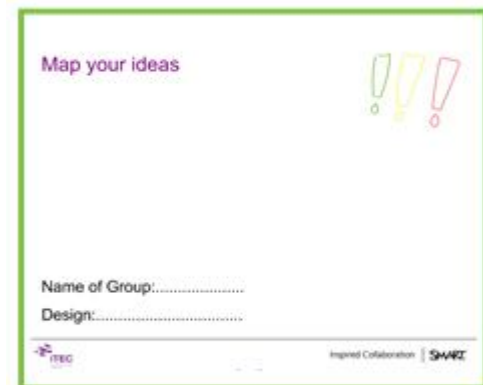 Map your ideas
Name of Group:.....................
Design:...................................
iTEC
Inspired Collaboration | SMART